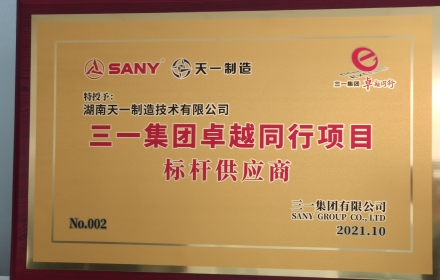 SANY 天一制造
三一集团 卓越同行
特授予:
湖南天一制造技术有限公司
三一集团卓越同行项目
标杆供应商
三一集团有限公司
SANY GROUP CO., LTD
No.002
2021.10